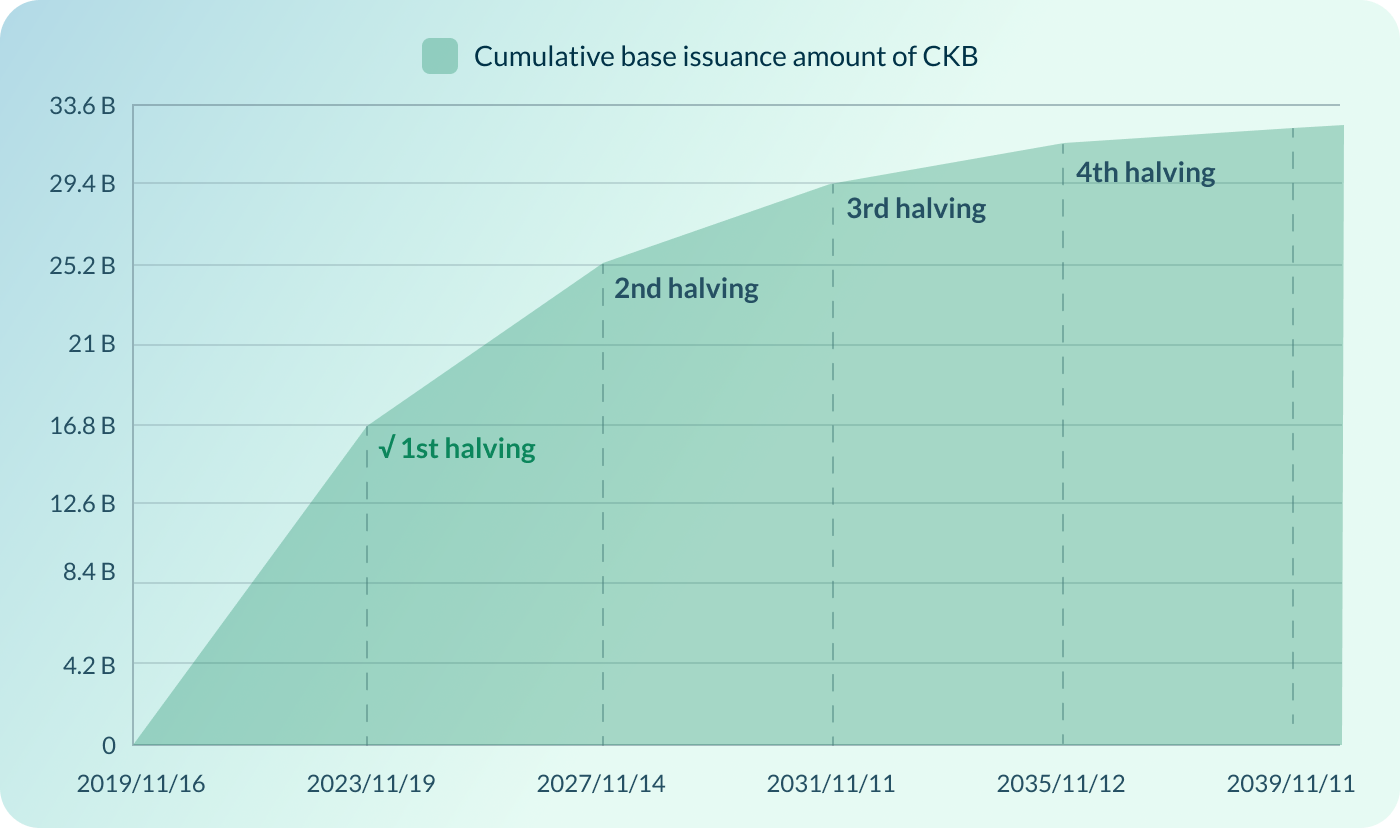 Cumulative base issuance amount of CKB
33.6 B
29.4 B
4th halving
3rd halving
25.2 B
2nd halving
21 B
16.8 B
√ 1st halving
12.6 B
8.4 B
4.2 B
0
2019/11/16
2023/11/19
2027/11/14
2031/11/11
2035/11/12
2039/11/11